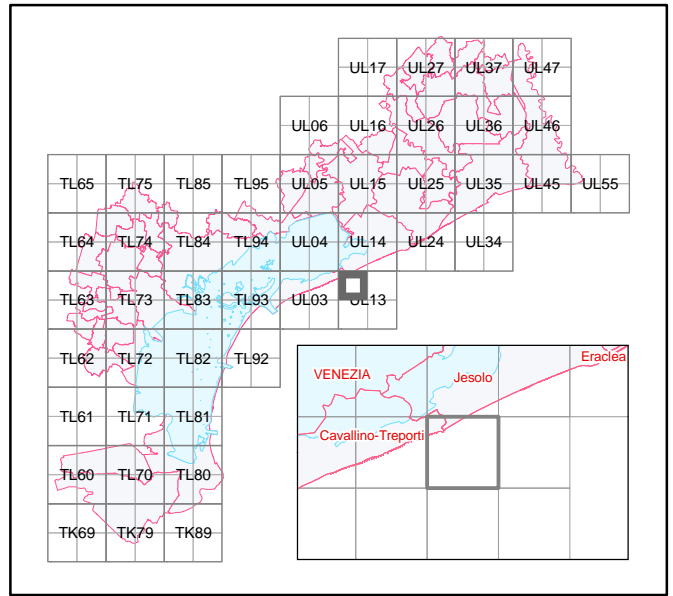 UL17 UL27 UL37 UL47
UL06 UL16 UL26 UL36 UL46
TL65 TL75 TL85 TL95 UL05 UL15 UL25 UL35 UL45 UL55
TL64 TL74 TL84 TL94 UL04 UL14 UL24 UL34
TL63 TL73 TL83 TL93 UL03 UL13
TL62 TL72 TL82 TL92
TL61 TL71 TL81
TL60 TL70 TL80
TK69 TK79 TK89
Eraclea
VENEZIA
Jesolo
Cavallino-Treporti